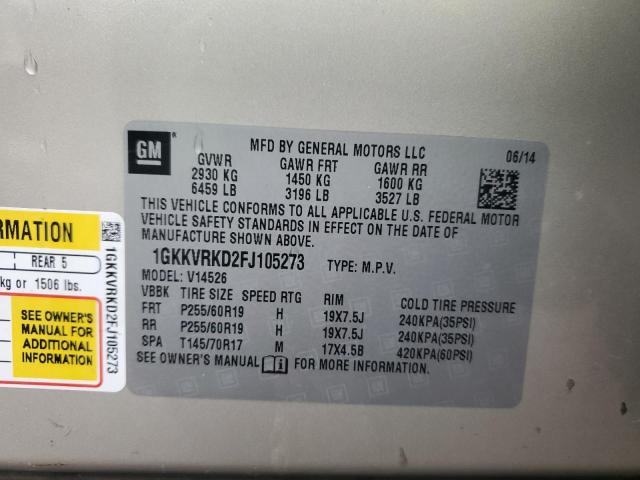 GM
MFD BY GENERAL MOTORS LLC
06/14
GVWR GAWR FRT GAWR RR
2930 KG 1450 KG 1600 KG
6459 LB 3196 LB 3527 LB
THIS VEHICLE CONFORMS TO ALL APPLICABLE U.S. FEDERAL MOTOR
VEHICLE SAFETY STANDARDS IN EFFECT ON THE DATE OF
MANUFACTURE SHOWN ABOVE.
1GKKVRKD2FJ105273 TYPE: M.P.V.
MODEL: V14526
VBBK TIRE SIZE SPEED RTG RIM COLD TIRE PRESSURE
FRT P255/60R19 H 19X7.5J 240KPA(35PSI)
RR P255/60R19 H 19X7.5J 240KPA(35PSI)
SPA T145/70R17 M 17X4.5B 420KPA(60PSI)
SEE OWNER'S MANUAL FOR MORE INFORMATION.
RMATION
REAR 5
kg or 1506 lbs.
SEE OWNER'S
MANUAL FOR
ADDITIONAL
INFORMATION
1GKKVRKD2FJ105273